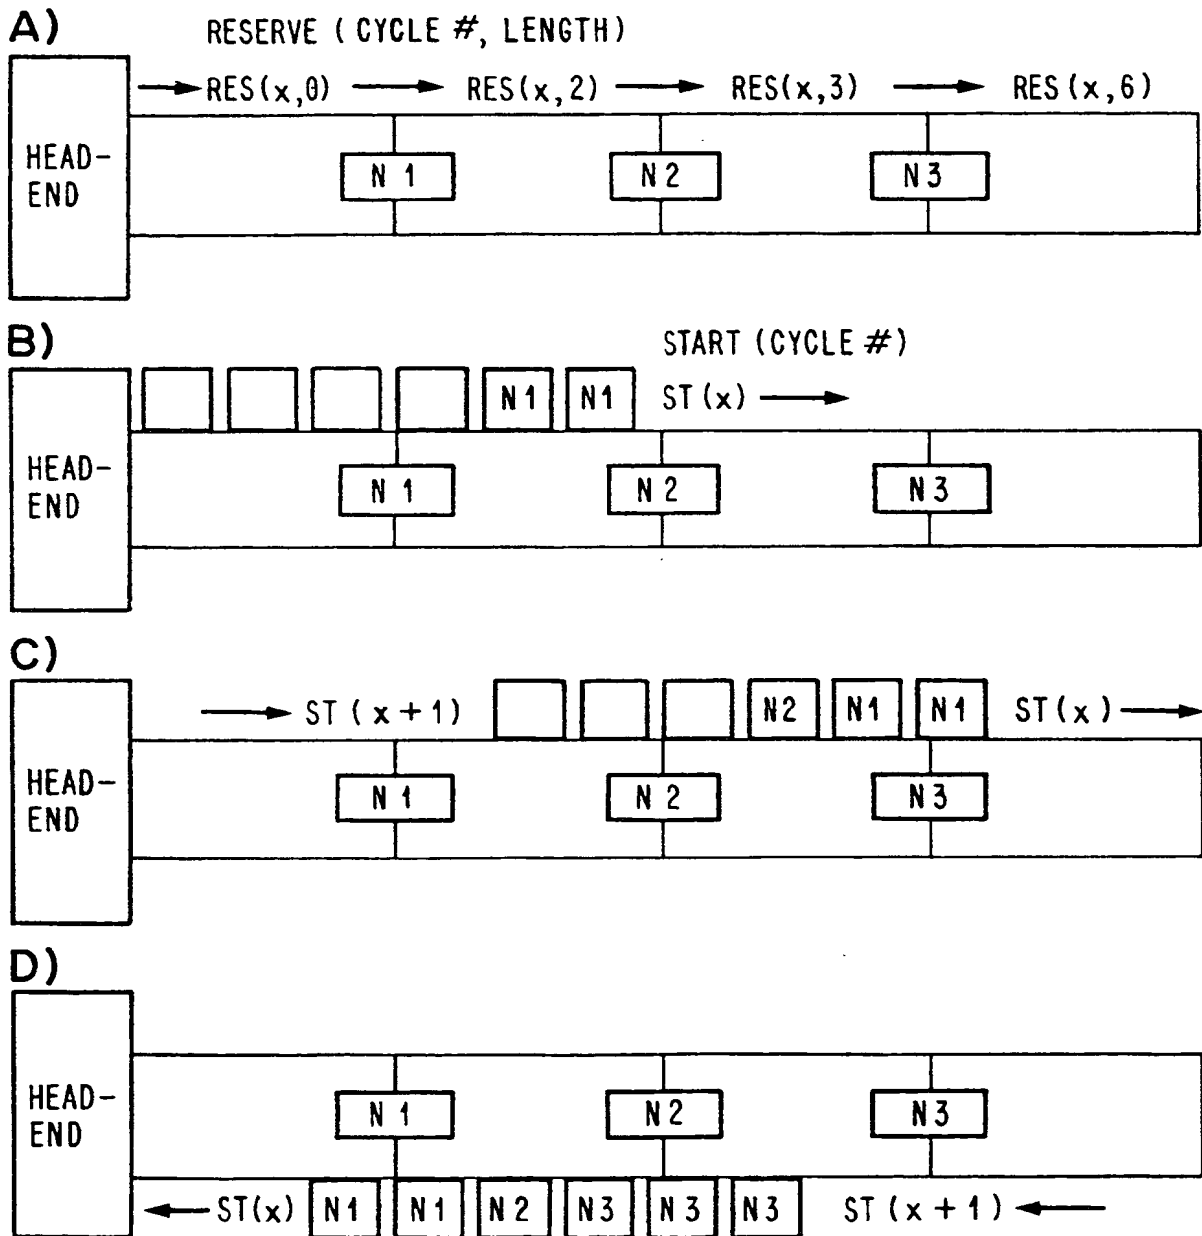 A)
RESERVE ( CYCLE #, LENGTH)
RES(x,0) RES(x,2) RES(x,3) RES(x,6)
HEAD-
END
N 1 N 2 N 3
B)
START (CYCLE #)
N1 N1 ST(x)
HEAD-
END
N 1 N 2 N 3
C)
ST ( x + 1) N2 N1 N1 ST(x)
HEAD-
END
N 1 N 2 N 3
D)
HEAD-
END
N 1 N 2 N 3
ST(x) N1 N1 N2 N3 N3 N3 ST ( x + 1)